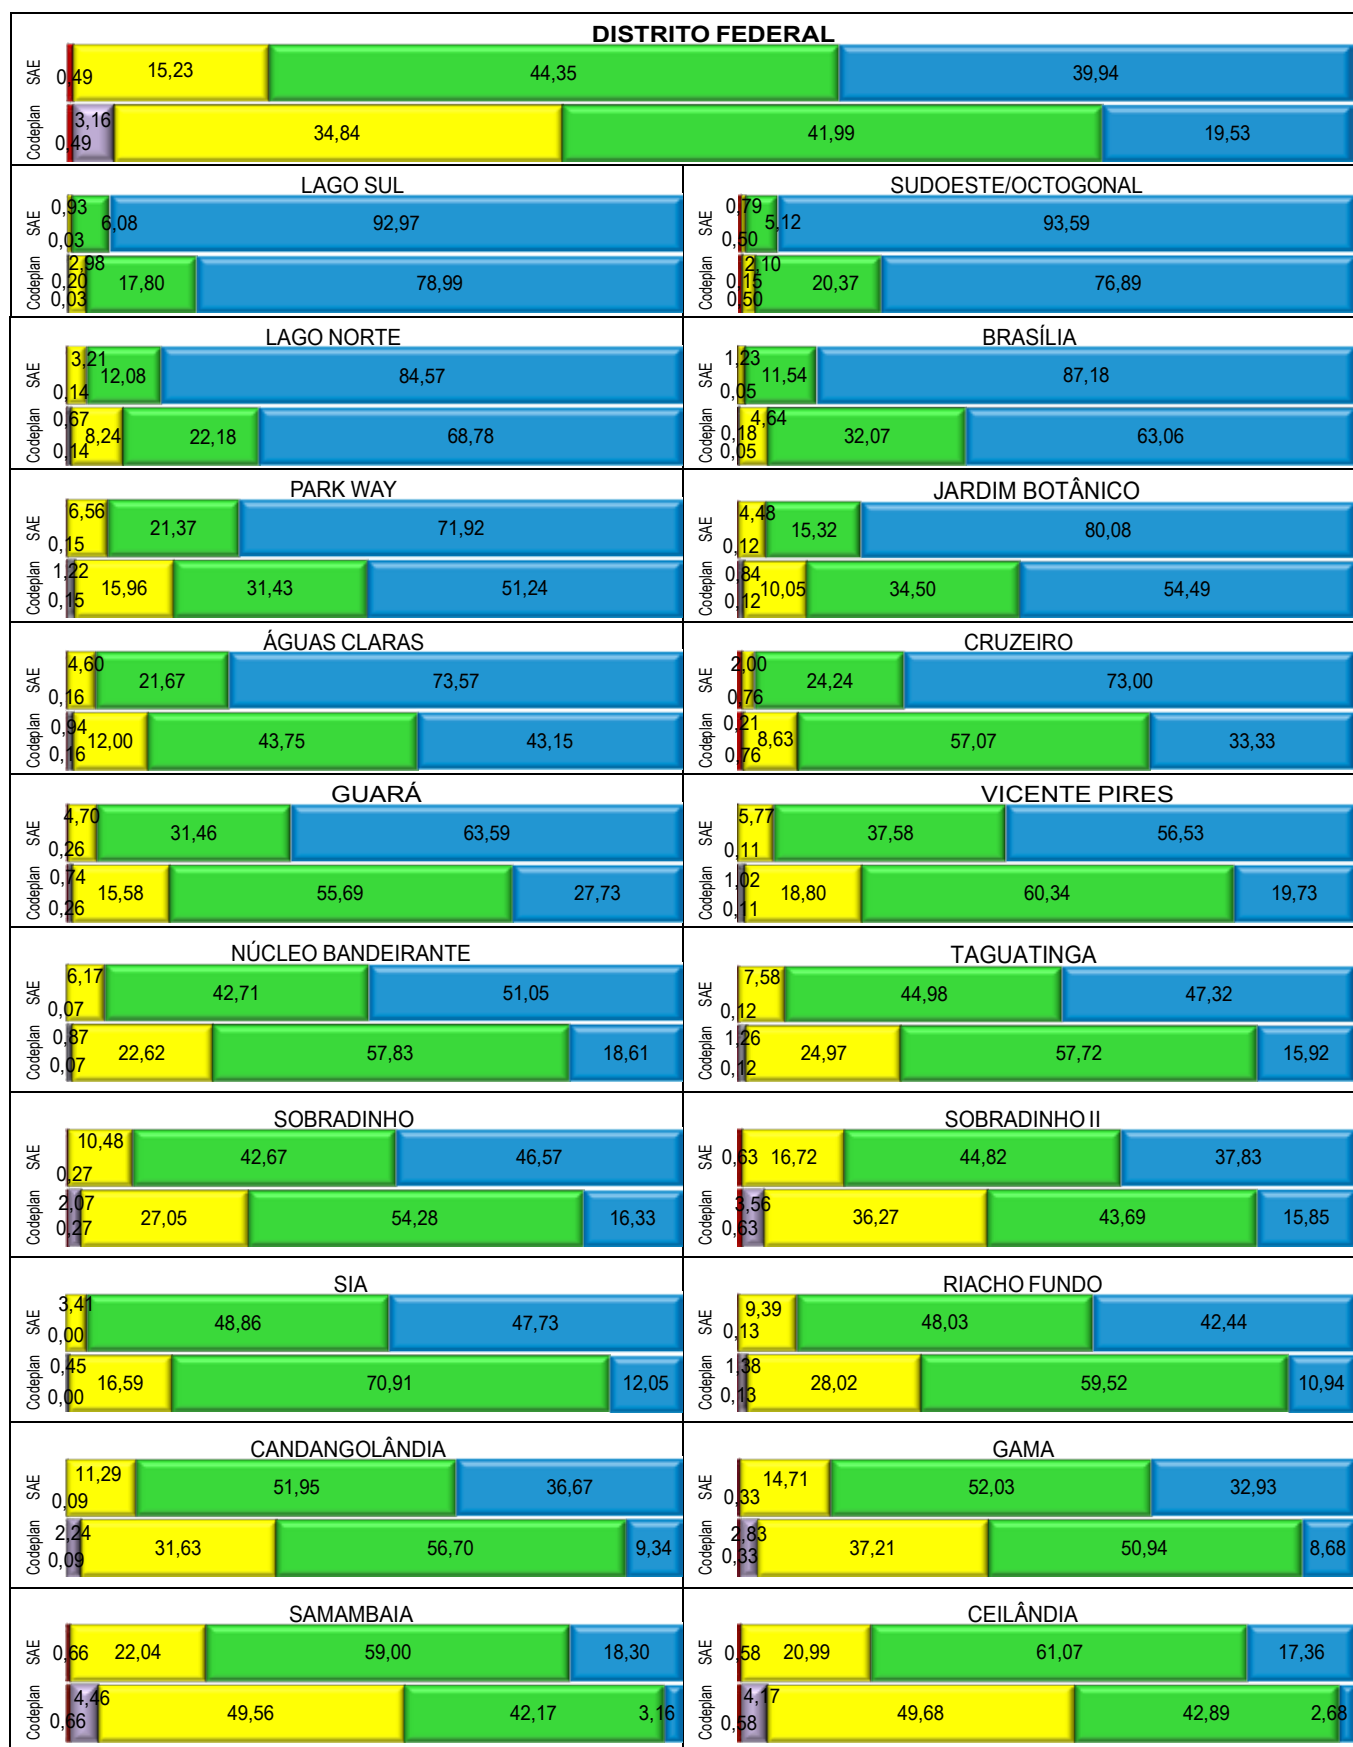 DISTRITO FEDERAL
SAE 0,49 15,23 44,35 39,94
Codeplan 0,49 3,16 34,84 41,99 19,53
LAGO SUL
SAE 0,03 0,93 6,08 92,97
Codeplan 0,03 0,20 2,98 17,80 78,99
SUDOESTE/OCTOGONAL
SAE 0,50 0,79 5,12 93,59
Codeplan 0,50 0,15 2,10 20,37 76,89
LAGO NORTE
SAE 0,14 3,21 12,08 84,57
Codeplan 0,14 0,67 8,24 22,18 68,78
BRASÍLIA
SAE 0,05 1,23 11,54 87,18
Codeplan 0,05 0,18 4,64 32,07 63,06
PARK WAY
SAE 0,15 6,56 21,37 71,92
Codeplan 0,15 1,22 15,96 31,43 51,24
JARDIM BOTÂNICO
SAE 0,12 4,48 15,32 80,08
Codeplan 0,12 0,84 10,05 34,50 54,49
ÁGUAS CLARAS
SAE 0,16 4,60 21,67 73,57
Codeplan 0,16 0,94 12,00 43,75 43,15
CRUZEIRO
SAE 0,76 2,00 24,24 73,00
Codeplan 0,76 0,21 8,63 57,07 33,33
GUARÁ
SAE 0,26 4,70 31,46 63,59
Codeplan 0,26 0,74 15,58 55,69 27,73
VICENTE PIRES
SAE 0,11 5,77 37,58 56,53
Codeplan 0,11 1,02 18,80 60,34 19,73
NÚCLEO BANDEIRANTE
SAE 0,07 6,17 42,71 51,05
Codeplan 0,07 0,87 22,62 57,83 18,61
TAGUATINGA
SAE 0,12 7,58 44,98 47,32
Codeplan 0,12 1,26 24,97 57,72 15,92
SOBRADINHO
SAE 0,27 10,48 42,67 46,57
Codeplan 0,27 2,07 27,05 54,28 16,33
SOBRADINHO II
SAE 0,63 16,72 44,82 37,83
Codeplan 0,63 3,56 36,27 43,69 15,85
SIA
SAE 0,00 3,41 48,86 47,73
Codeplan 0,00 0,45 16,59 70,91 12,05
RIACHO FUNDO
SAE 0,13 9,39 48,03 42,44
Codeplan 0,13 1,38 28,02 59,52 10,94
CANDANGOLÂNDIA
SAE 0,09 11,29 51,95 36,67
Codeplan 0,09 2,24 31,63 56,70 9,34
GAMA
SAE 0,33 14,71 52,03 32,93
Codeplan 0,33 2,83 37,21 50,94 8,68
SAMAMBAIA
SAE 0,66 22,04 59,00 18,30
Codeplan 0,66 4,46 49,56 42,17 3,16
CEILÂNDIA
SAE 0,58 20,99 61,07 17,36
Codeplan 0,58 4,17 49,68 42,89 2,68